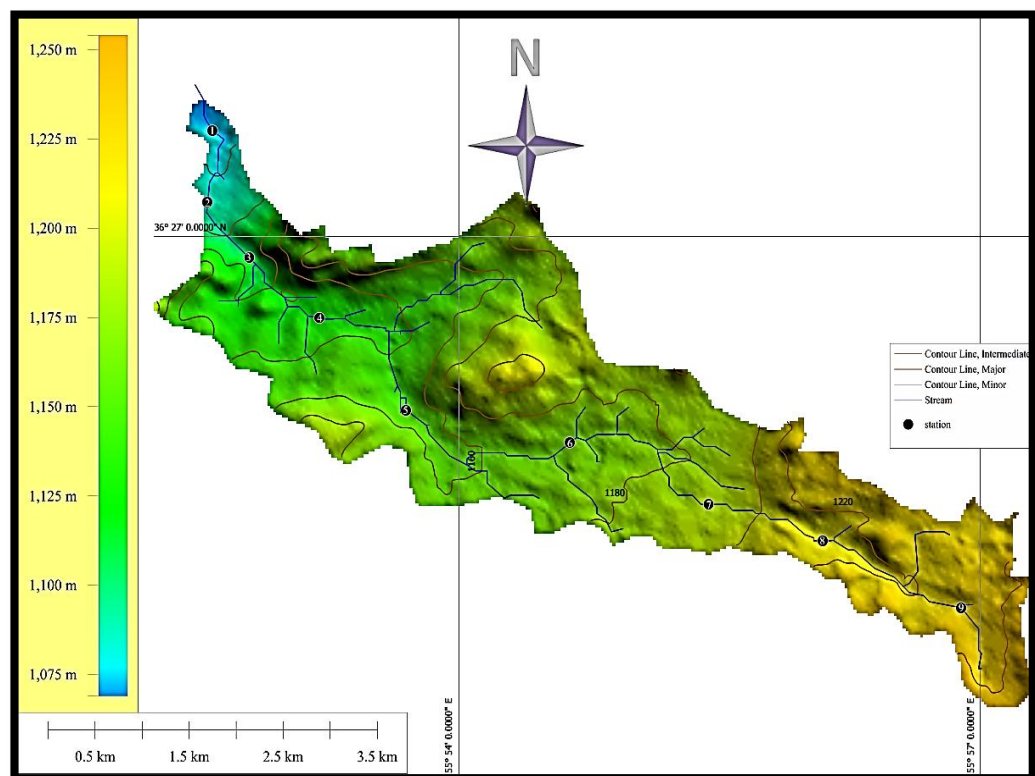 1,250 m
1,225 m
1,200 m
1,175 m
1,150 m
1,125 m
1,100 m
1,075 m
N
36° 27' 0.0000" N
1
2
3
4
5
6
7
8
9
1160
1180
1220
Contour Line, Intermediate
Contour Line, Major
Contour Line, Minor
Stream
station
55° 54' 0.0000" E
55° 57' 0.0000" E
0.5 km
1.5 km
2.5 km
3.5 km